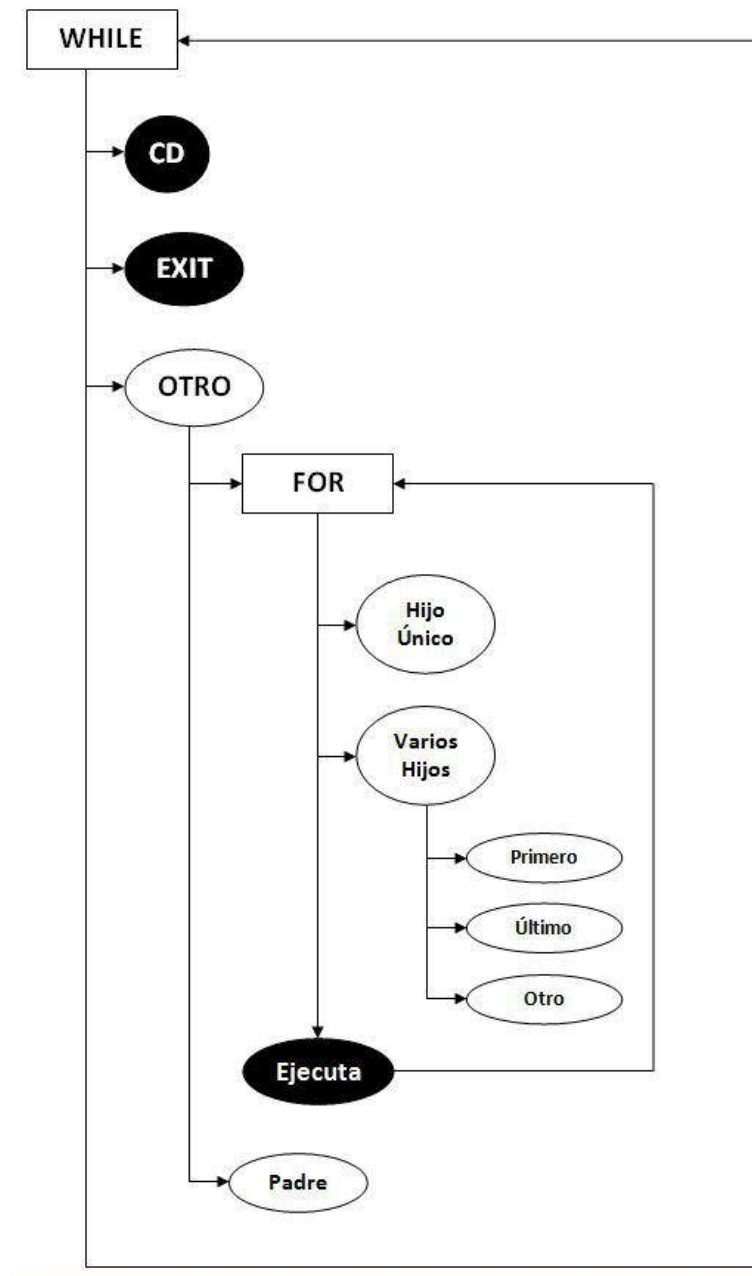 WHILE
CD
EXIT
OTRO
FOR
Hijo
Único
Varios
Hijos
Primero
Último
Otro
Ejecuta
Padre